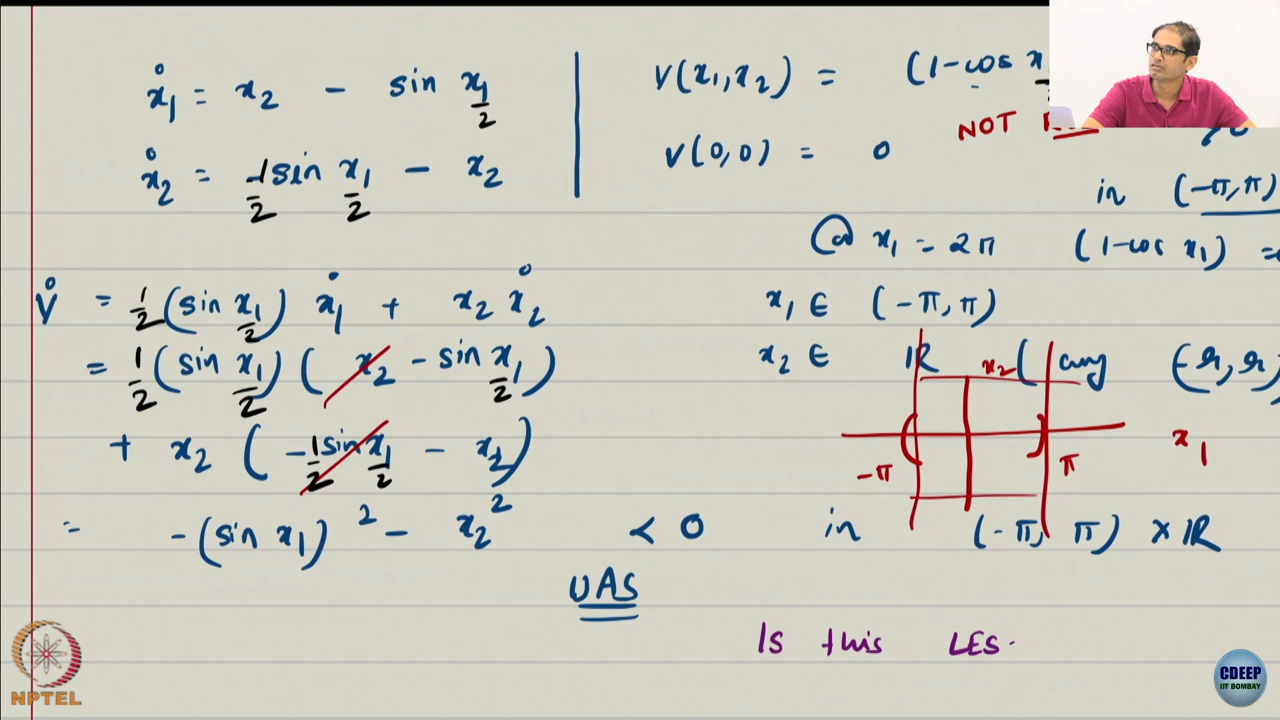 ẋ₁ = x₂ - sin x₁/2
ẋ₂ = -1/2 sin x₁/2 - x₂
V(x₁,x₂) = (1-cos x
NOT
V(0,0) = 0
in (-π,π)
@ x₁ = 2π (1-cos x₁) =
V̇ = 1/2 (sin x₁/2) ẋ₁ + x₂ ẋ₂
= 1/2 (sin x₁/2) ( x₂ - sin x₁/2 )
+ x₂ ( -1/2 sin x₁/2 - x₂ )
= -(sin x₁)² - x₂² < 0 in (-π, π) × ℝ
x₁ ∈ (-π, π)
x₂ ∈ ℝ ( any (-r, r)
x₂
x₁
-π
π
UAS
Is this LES.
NPTEL
CDEEP
IIT BOMBAY